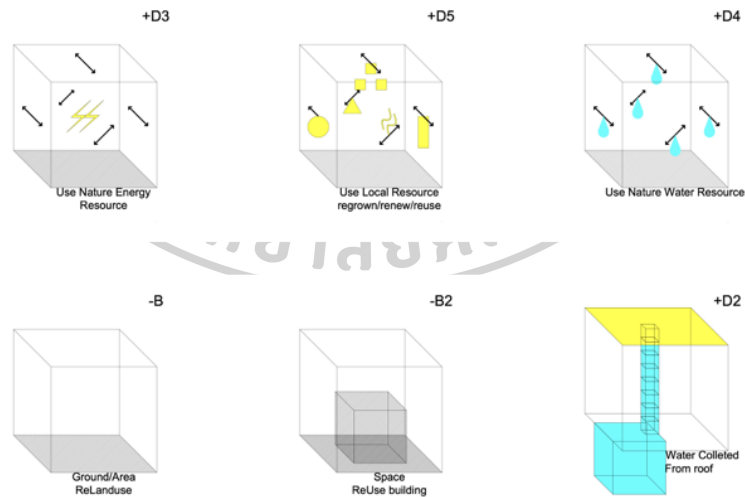 +D3
+D5
+D4
Use Nature Energy
Resource
Use Local Resource
regrown/renew/reuse
Use Nature Water Resource
-B
-B2
+D2
Ground/Area
ReLanduse
Space
ReUse building
Water Colleted
From roof